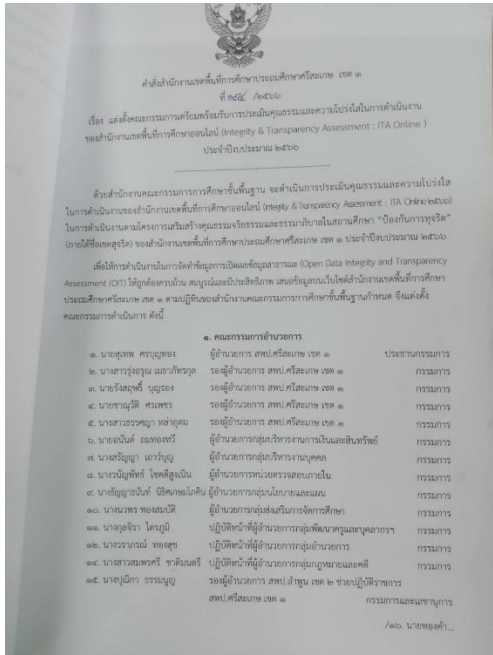 คำสั่งสำนักงานเขตพื้นที่การศึกษาประถมศึกษาศรีสะเกษ เขต ๑
ที่ ๑๔๔ /๒๕๖๖
เรื่อง แต่งตั้งคณะกรรมการเตรียมพร้อมรับการประเมินคุณธรรมและความโปร่งใสในการดำเนินงาน
ของสำนักงานเขตพื้นที่การศึกษาออนไลน์ (Integrity & Transparency Assessment : ITA Online )
ประจำปีงบประมาณ ๒๕๖๖
ด้วยสำนักงานคณะกรรมการการศึกษาขั้นพื้นฐาน จะดำเนินการประเมินคุณธรรมและความโปร่งใส
ในการดำเนินงานของสำนักงานเขตพื้นที่การศึกษาออนไลน์ (Integrity & Transparency Assessment : ITA Online ๒๕๖๖)
ในการดำเนินงานตามโครงการเสริมสร้างคุณธรรมจริยธรรมและธรรมาภิบาลในสถานศึกษา “ป้องกันการทุจริต”
(ภายใต้ชื่อเขตสุจริต) ของสำนักงานเขตพื้นที่การศึกษาประถมศึกษาศรีสะเกษ เขต ๑ ประจำปีงบประมาณ ๒๕๖๖
เพื่อให้การดำเนินงานในการจัดทำข้อมูลการเปิดเผยข้อมูลสาธารณะ (Open Data Integrity and Transparency
Assessment (OIT) ให้ถูกต้องครบถ้วน สมบูรณ์และมีประสิทธิภาพ เสนอข้อมูลบนเว็บไซต์สำนักงานเขตพื้นที่การศึกษา
ประถมศึกษาศรีสะเกษ เขต ๑ ตามปฏิทินของสำนักงานคณะกรรมการการศึกษาขั้นพื้นฐานกำหนด จึงแต่งตั้ง
คณะกรรมการดำเนินการ ดังนี้
๑. คณะกรรมการอำนวยการ
๑. นายสุเทพ ศรบุญทอง ผู้อำนวยการ สพป.ศรีสะเกษ เขต ๑ ประธานกรรมการ
๒. นางสาวรุ่งอรุณ เมธาภัทรกุล รองผู้อำนวยการ สพป.ศรีสะเกษ เขต ๑ กรรมการ
๓. นายรังสฤษฎิ์ บุญรอง รองผู้อำนวยการ สพป.ศรีสะเกษ เขต ๑ กรรมการ
๔. นายชาญวัติ ศรเพชร รองผู้อำนวยการ สพป.ศรีสะเกษ เขต ๑ กรรมการ
๕. นางสาวธรรศญา หล่าอุดม รองผู้อำนวยการ สพป.ศรีสะเกษ เขต ๑ กรรมการ
๖. นายอนันต์ ถมทองทวี ผู้อำนวยการกลุ่มบริหารงานการเงินและสินทรัพย์ กรรมการ
๗. นายสรัญญา เถาว์บุญ ผู้อำนวยการกลุ่มบริหารงานบุคคล กรรมการ
๘. นางวนัญพัทธ์ โชคดีสูงเนิน ผู้อำนวยการหน่วยตรวจสอบภายใน กรรมการ
๙. นางธัญญาธนันท์ นิธิศเกษมโภคิน ผู้อำนวยการกลุ่มนโยบายและแผน กรรมการ
๑๐. นางนวพร ทองสมบัติ ผู้อำนวยการกลุ่มส่งเสริมการจัดการศึกษา กรรมการ
๑๑. นางกุลจิรา ไตรภูมิ ปฏิบัติหน้าที่ผู้อำนวยการกลุ่มพัฒนาครูและบุคลากรฯ กรรมการ
๑๒. นางวราภรณ์ ทองสุข ปฏิบัติหน้าที่ผู้อำนวยการกลุ่มอำนวยการ กรรมการ
๑๔. นางสาวสมพรศรี ชาติมนตรี ปฏิบัติหน้าที่ผู้อำนวยการกลุ่มกฎหมายและคดี กรรมการ
๑๕. นางปุณิกา ธรรมนูญ รองผู้อำนวยการ สพป.ลำพูน เขต ๒ ช่วยปฏิบัติราชการ
สพป.ศรีสะเกษ เขต ๑ กรรมการและเลขานุการ
/๑๖. นายทองคำ...